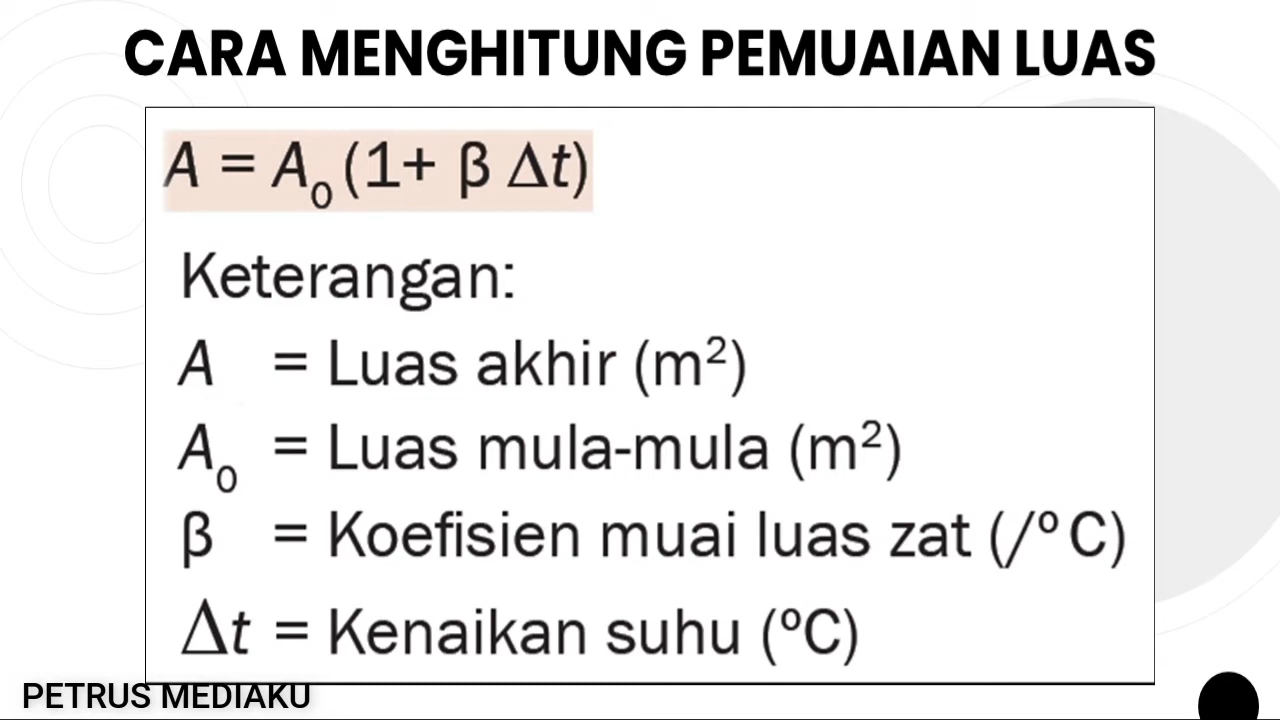 CARA MENGHITUNG PEMUAIAN LUAS
A = A₀ (1+ β Δt)
Keterangan:
A = Luas akhir (m²)
A₀ = Luas mula-mula (m²)
β = Koefisien muai luas zat (/º C)
Δt = Kenaikan suhu (ºC)
PETRUS MEDIAKU